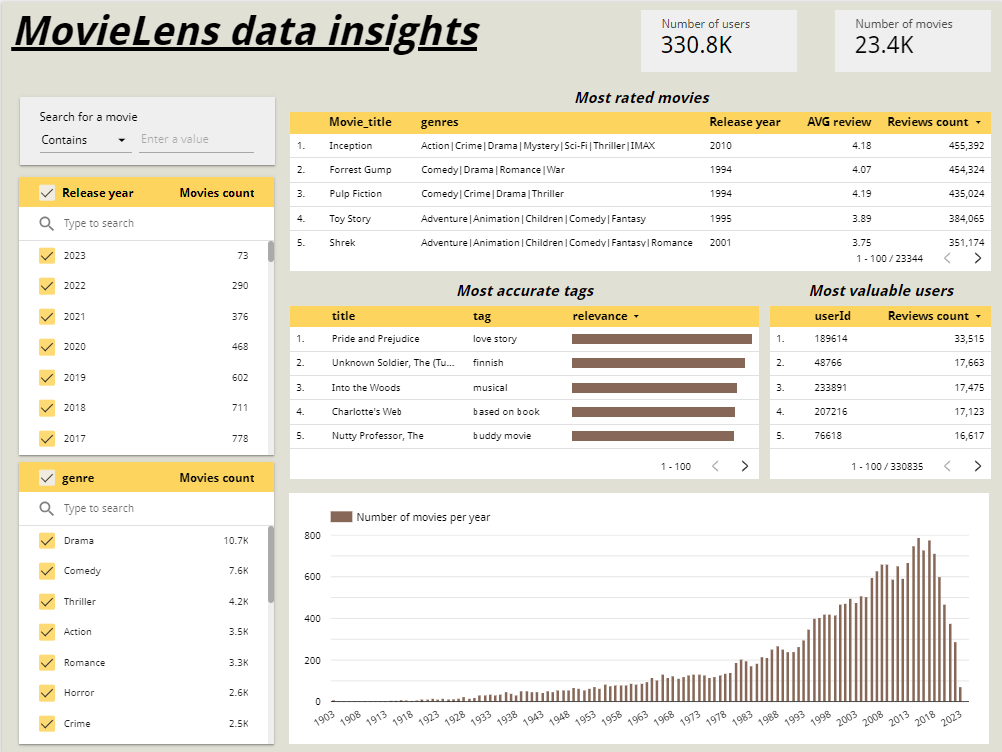 MovieLens data insights
Number of users
330.8K
Number of movies
23.4K
Search for a movie
Contains Enter a value
Release year Movies count
Type to search
2023 73
2022 290
2021 376
2020 468
2019 602
2018 711
2017 778
genre Movies count
Type to search
Drama 10.7K
Comedy 7.6K
Thriller 4.2K
Action 3.5K
Romance 3.3K
Horror 2.6K
Crime 2.5K
Most rated movies
Movie_title genres Release year AVG review Reviews count
1. Inception Action|Crime|Drama|Mystery|Sci-Fi|Thriller|IMAX 2010 4.18 455,392
2. Forrest Gump Comedy|Drama|Romance|War 1994 4.07 454,324
3. Pulp Fiction Comedy|Crime|Drama|Thriller 1994 4.19 435,024
4. Toy Story Adventure|Animation|Children|Comedy|Fantasy 1995 3.89 384,065
5. Shrek Adventure|Animation|Children|Comedy|Fantasy|Romance 2001 3.75 351,174
1 - 100 / 23344
Most accurate tags
title tag relevance
1. Pride and Prejudice love story
2. Unknown Soldier, The (Tu... finnish
3. Into the Woods musical
4. Charlotte's Web based on book
5. Nutty Professor, The buddy movie
1 - 100
Most valuable users
userId Reviews count
1. 189614 33,515
2. 48766 17,663
3. 233891 17,475
4. 207216 17,123
5. 76618 16,617
1 - 100 / 330835
Number of movies per year
800
600
400
200
0
1903 1908 1913 1918 1923 1928 1933 1938 1943 1948 1953 1958 1963 1968 1973 1978 1983 1988 1993 1998 2003 2008 2013 2018 2023